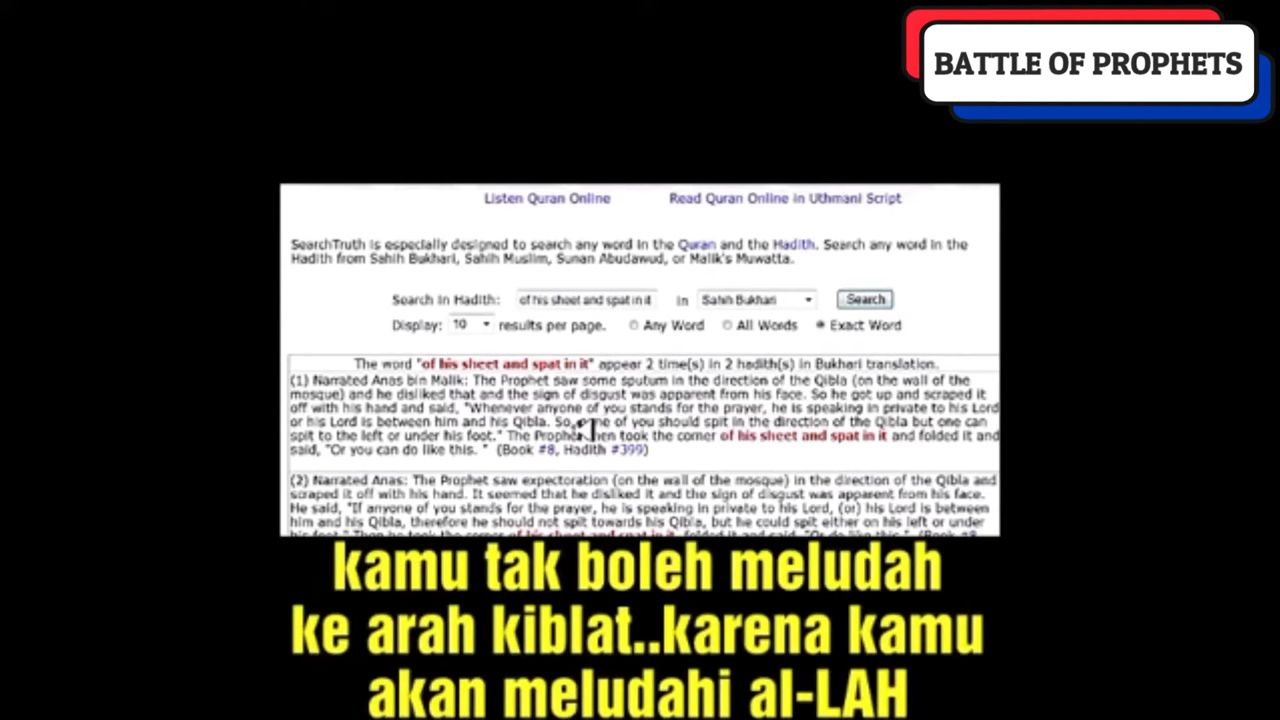 BATTLE OF PROPHETS
Listen Quran Online Read Quran Online in Uthmani Script
SearchTruth is especially designed to search any word in the Quran and the Hadith. Search any word in the
Hadith from Sahih Bukhari, Sahih Muslim, Sunan Abudawud, or Malik's Muwatta.
Search in Hadith: of his sheet and spat in it in Sahih Bukhari Search
Display: 10 results per page. Any Word All Words Exact Word
The word "of his sheet and spat in it" appear 2 time(s) in 2 hadith(s) in Bukhari translation.
(1) Narrated Anas bin Malik: The Prophet saw some sputum in the direction of the Qibla (on the wall of the
mosque) and he disliked that and the sign of disgust was apparent from his face. So he got up and scraped it
off with his hand and said, "Whenever anyone of you stands for the prayer, he is speaking in private to his Lord
or his Lord is between him and his Qibla. So, of you should spit in the direction of the Qibla but one can
spit to the left or under his foot." The took the corner of his sheet and spat in it and folded it and
said, "Or you can do like this. " (Book #8, Hadith #399)
(2) Narrated Anas: The Prophet saw expectoration (on the wall of the mosque) in the direction of the Qibla and
scraped it off with his hand. It seemed that he disliked it and the sign of disgust was apparent from his face.
He said, "If anyone of you stands for the prayer, he is speaking in private to his Lord, (or) his Lord is between
him and his Qibla, therefore he should not spit towards his Qibla, but he could spit either on his left or under
kamu tak boleh meludah
ke arah kiblat..karena kamu
akan meludahi al-LAH